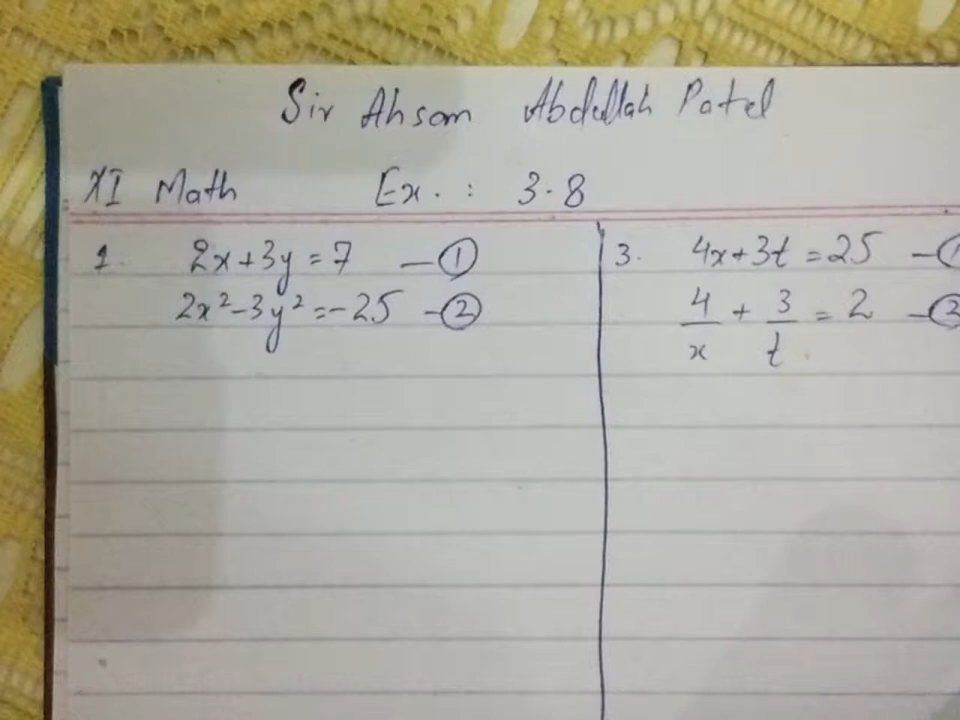 Sir Ahsan Abdullah Patel
XI Math Ex. : 3.8
1. 2x+3y=7 —①
2x²-3y²=-25 -②
3. 4x+3t=25 —①
4/x + 3/t = 2 —②